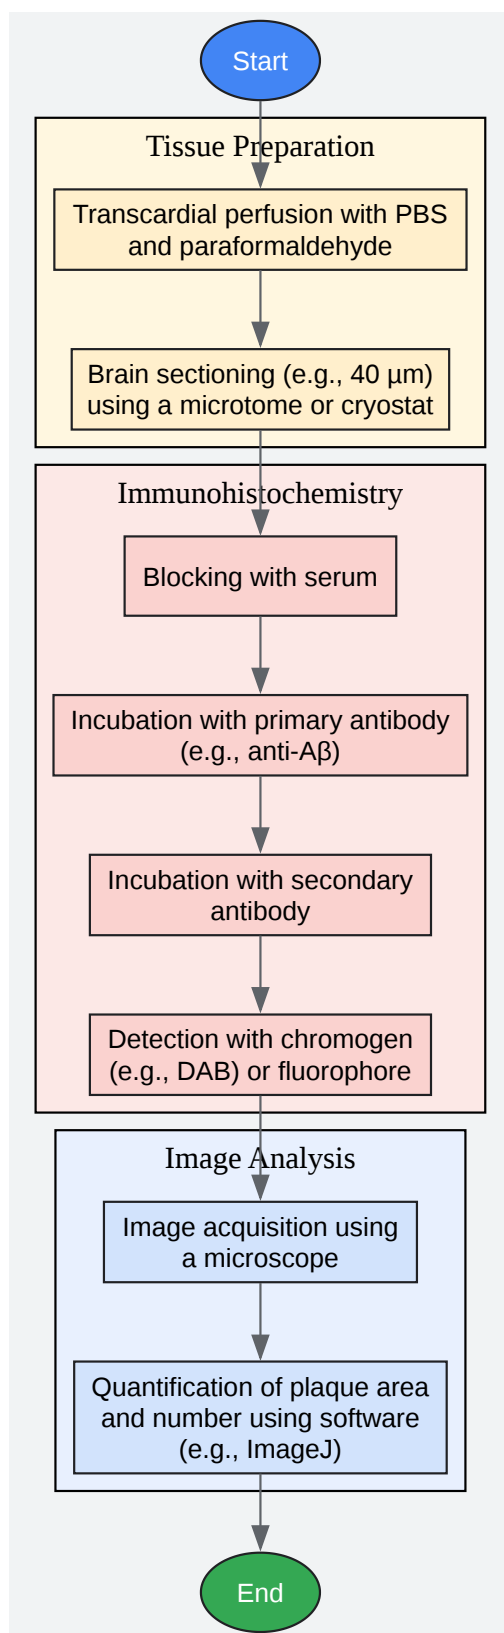 Start
Tissue Preparation
Transcardial perfusion with PBS
and paraformaldehyde
Brain sectioning (e.g., 40 µm)
using a microtome or cryostat
Immunohistochemistry
Blocking with serum
Incubation with primary antibody
(e.g., anti-Aβ)
Incubation with secondary
antibody
Detection with chromogen
(e.g., DAB) or fluorophore
Image Analysis
Image acquisition using
a microscope
Quantification of plaque area
and number using software
(e.g., ImageJ)
End